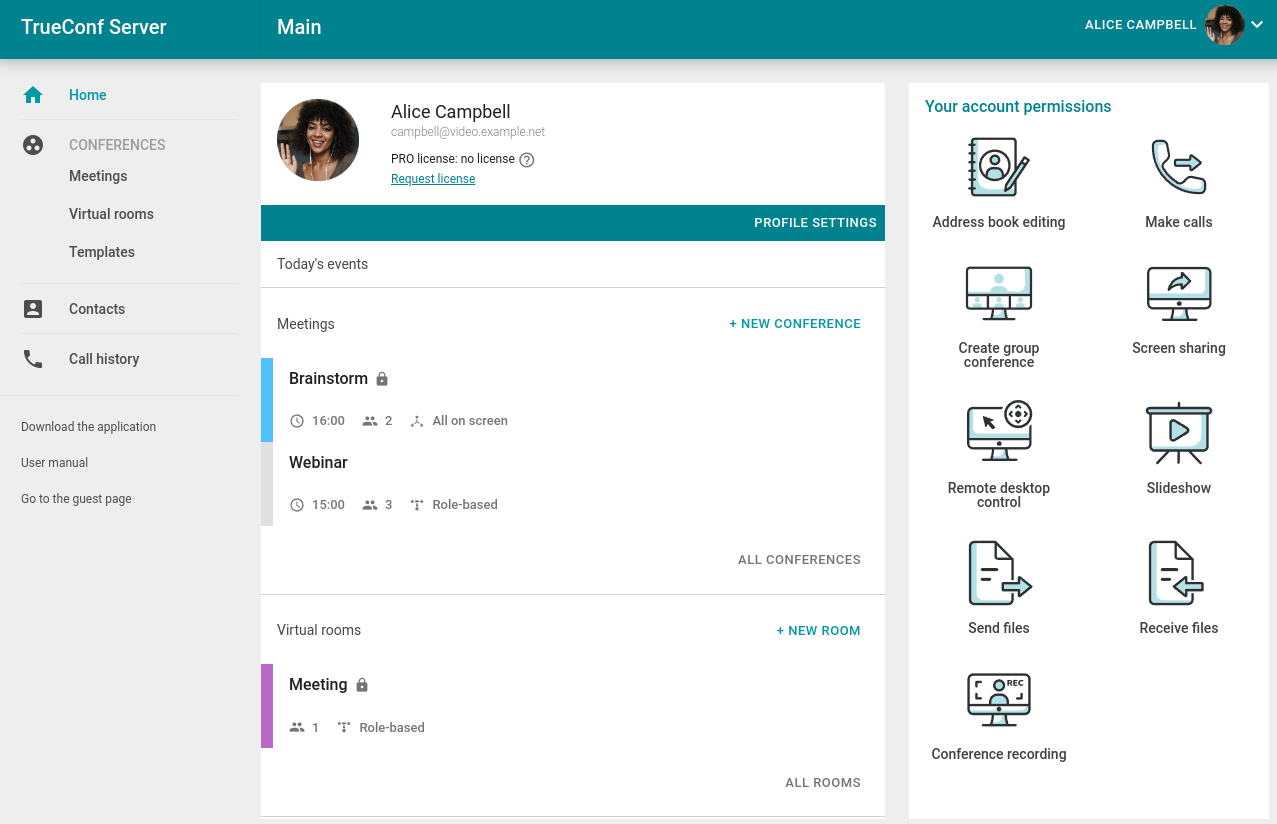 TrueConf Server
Main
ALICE CAMPBELL
Home
CONFERENCES
Meetings
Virtual rooms
Templates
Contacts
Call history
Download the application
User manual
Go to the guest page
Alice Campbell
campbell@video.example.net
PRO license: no license
Request license
PROFILE SETTINGS
Today's events
Meetings
+ NEW CONFERENCE
Brainstorm
16:00 2 All on screen
Webinar
15:00 3 Role-based
ALL CONFERENCES
Virtual rooms
+ NEW ROOM
Meeting
1 Role-based
ALL ROOMS
Your account permissions
Address book editing
Make calls
Create group
conference
Screen sharing
Remote desktop
control
Slideshow
Send files
Receive files
REC
Conference recording